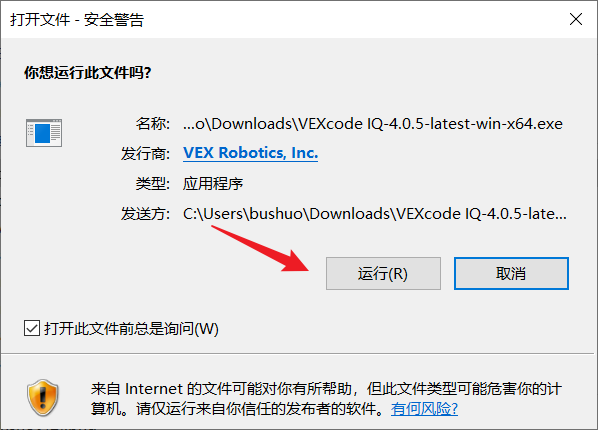 打开文件 - 安全警告
你想运行此文件吗?
名称: ...o\Downloads\VEXcode IQ-4.0.5-latest-win-x64.exe
发行商: VEX Robotics, Inc.
类型: 应用程序
发送方: C:\Users\bushuo\Downloads\VEXcode IQ-4.0.5-late...
运行(R)
取消
打开此文件前总是询问(W)
来自 Internet 的文件可能对你有所帮助，但此文件类型可能危害你的计
算机。请仅运行来自你信任的发布者的软件。有何风险?